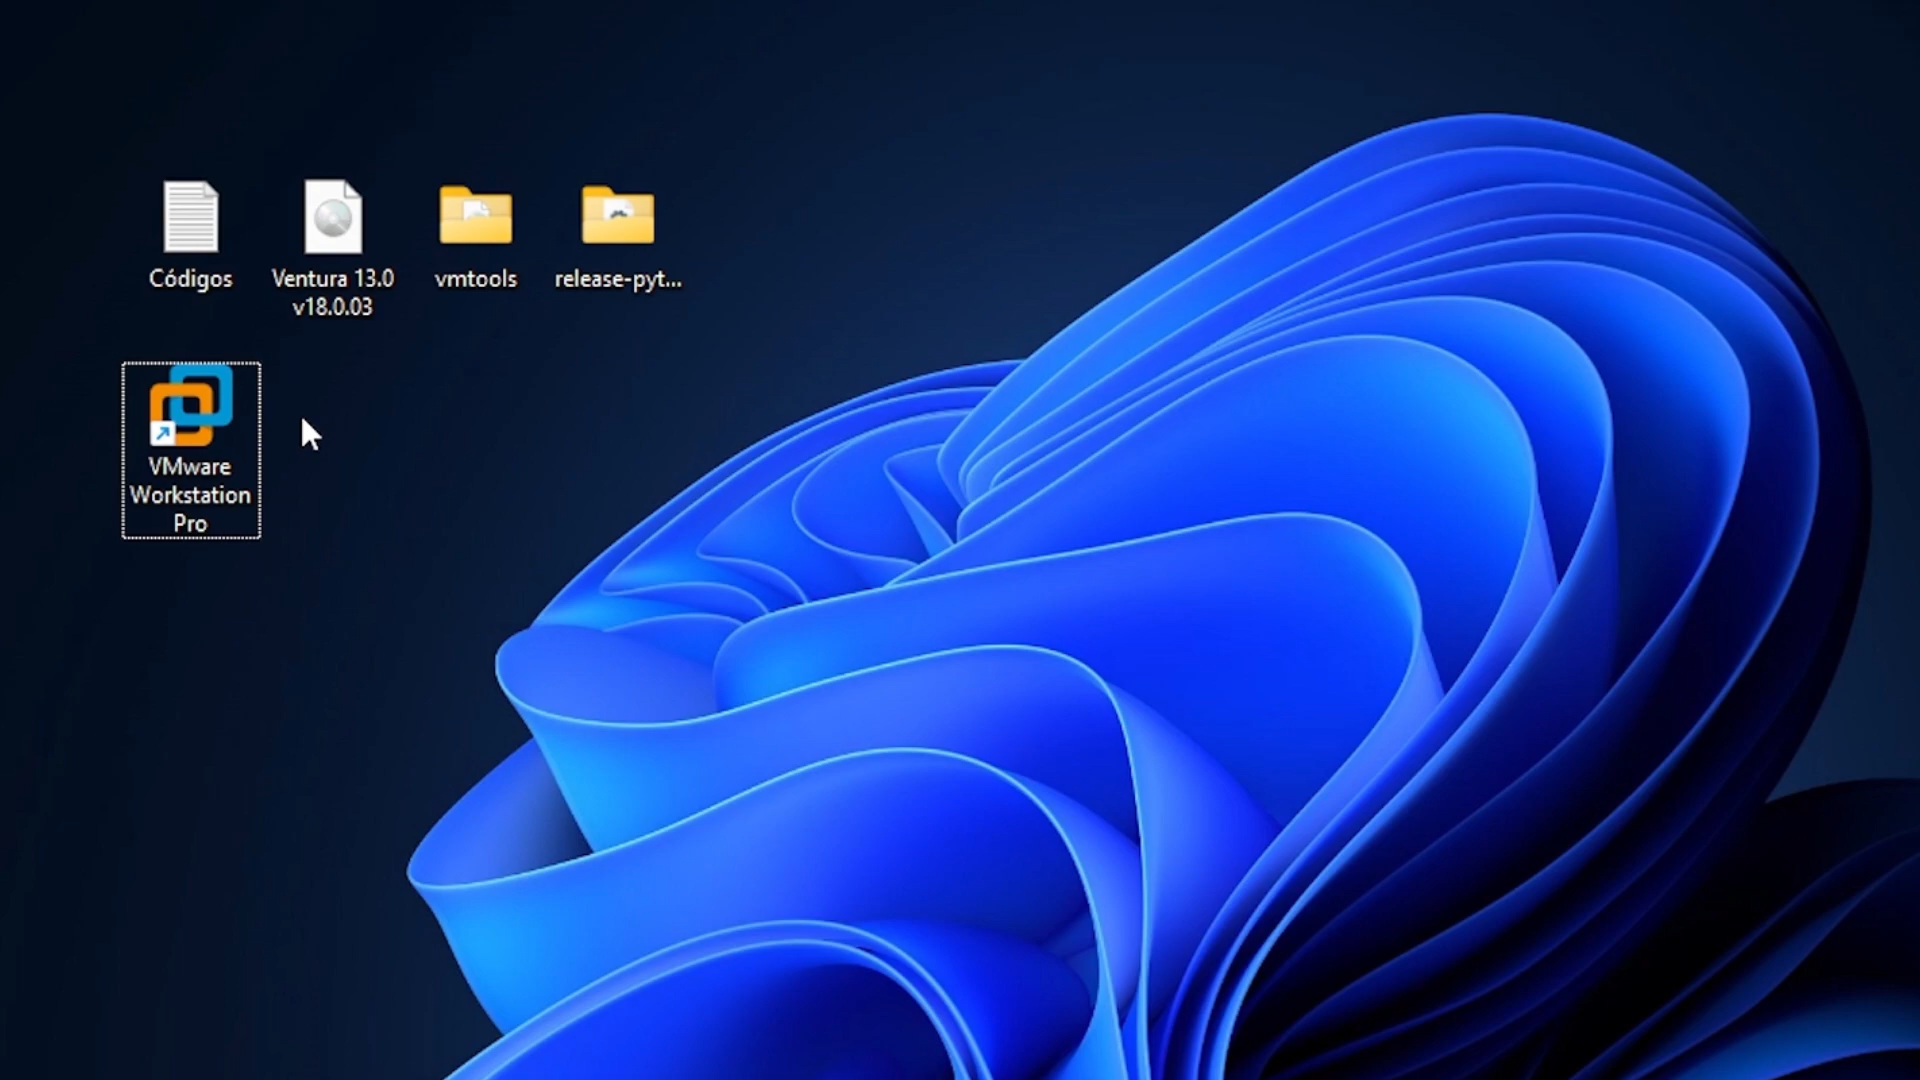 Códigos
Ventura 13.0
v18.0.03
vmtools
release-pyt...
VMware
Workstation
Pro